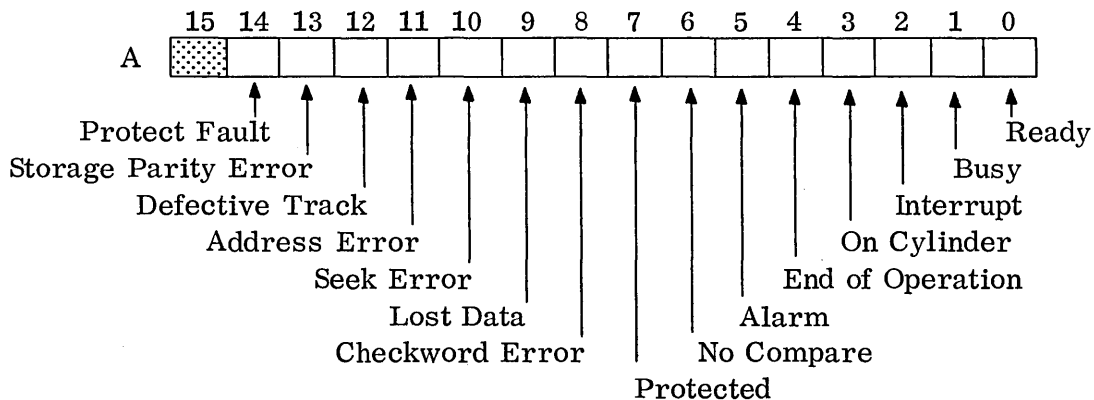 15 14 13 12 11 10 9 8 7 6 5 4 3 2 1 0
A
Protect Fault
Ready
Storage Parity Error
Busy
Defective Track
Interrupt
Address Error
On Cylinder
Seek Error
End of Operation
Lost Data
Alarm
Checkword Error
No Compare
Protected